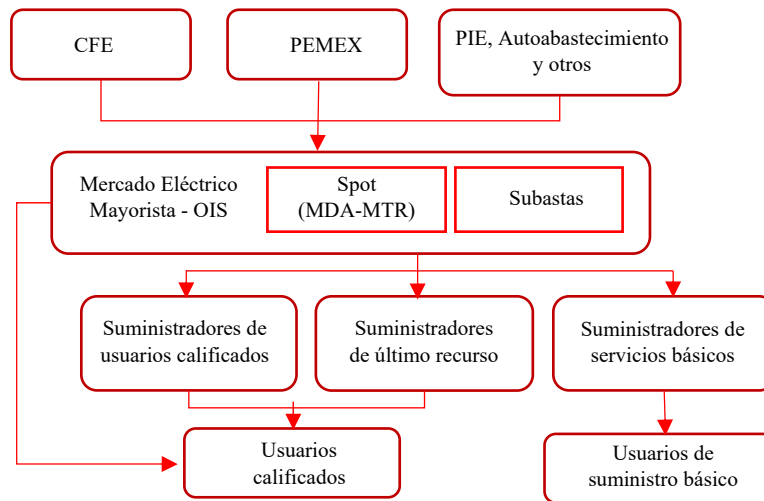 CFE
PEMEX
PIE, Autoabastecimiento
y otros
Mercado Eléctrico
Mayorista - OIS
Spot
(MDA-MTR)
Subastas
Suministradores de
usuarios calificados
Suministradores
de último recurso
Suministradores de
servicios básicos
Usuarios
calificados
Usuarios de
suministro básico